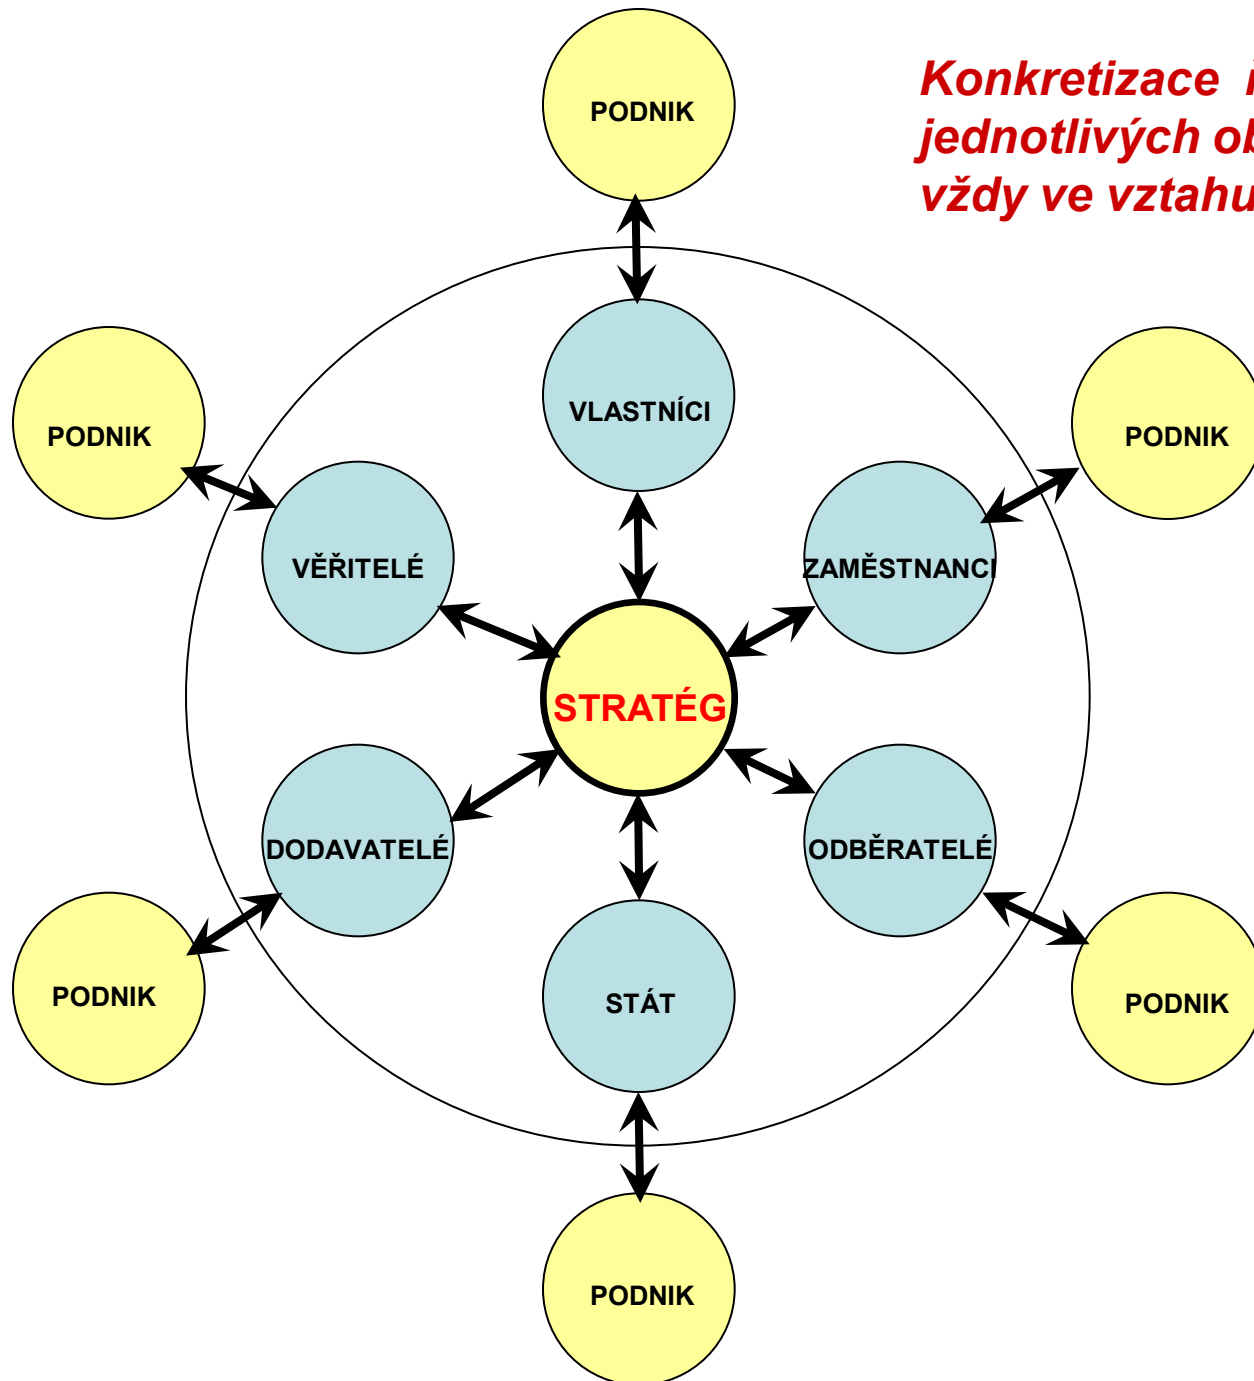 PODNIK
Konkretizace
jednotlivých
vždy ve vztahu
VLASTNÍCI
PODNIK
PODNIK
VĚŘITELÉ
ZAMĚSTNANCI
STRATÉG
DODAVATELÉ
ODBĚRATELÉ
PODNIK
STÁT
PODNIK
PODNIK